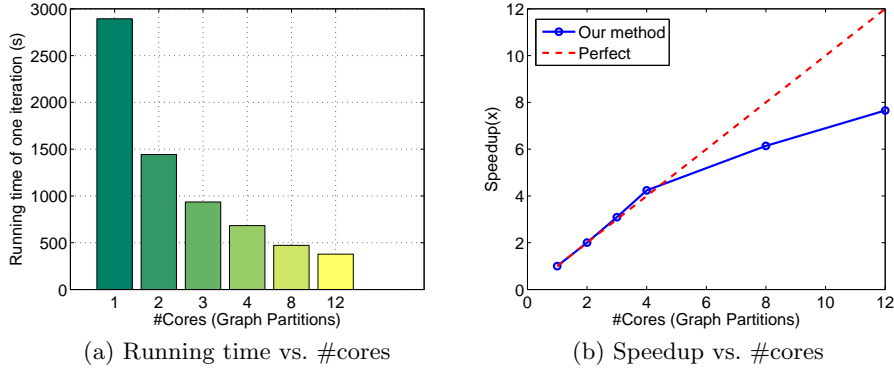 3000
2500
2000
1500
1000
500
0
Running time of one iteration (s)
1 2 3 4 8 12
#Cores (Graph Partitions)
(a) Running time vs. #cores
12
10
8
6
4
2
0
Speedup(x)
Our method
Perfect
0 2 4 6 8 10 12
#Cores (Graph Partitions)
(b) Speedup vs. #cores